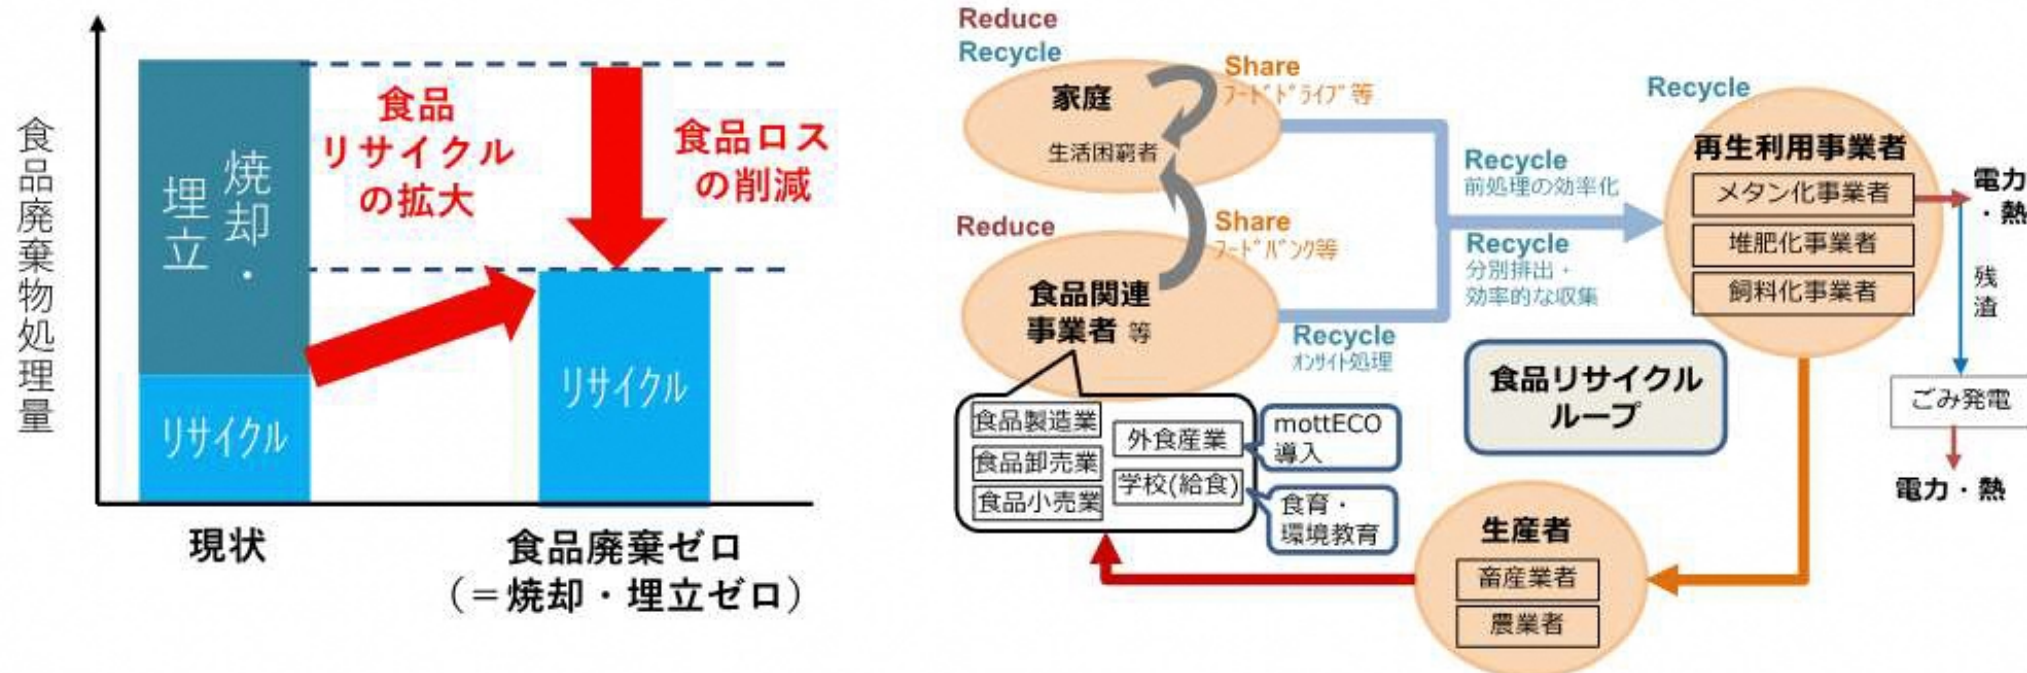 食品廃棄物処理量
焼却・
埋立
リサイクル
食品
リサイクル
の拡大
食品ロス
の削減
リサイクル
現状
食品廃棄ゼロ
(＝焼却・埋立ゼロ)
Reduce
Recycle
家庭
生活困窮者
Share
フードドライブ等
Reduce
食品関連
事業者 等
Share
フードバンク等
Recycle
オンサイト処理
Recycle
前処理の効率化
Recycle
分別排出・
効率的な収集
Recycle
再生利用事業者
メタン化事業者
堆肥化事業者
飼料化事業者
電力
・熱
残渣
ごみ発電
電力・熱
食品リサイクル
ループ
食品製造業
食品卸売業
食品小売業
外食産業
学校(給食)
mottECO
導入
食育・
環境教育
生産者
畜産業者
農業者